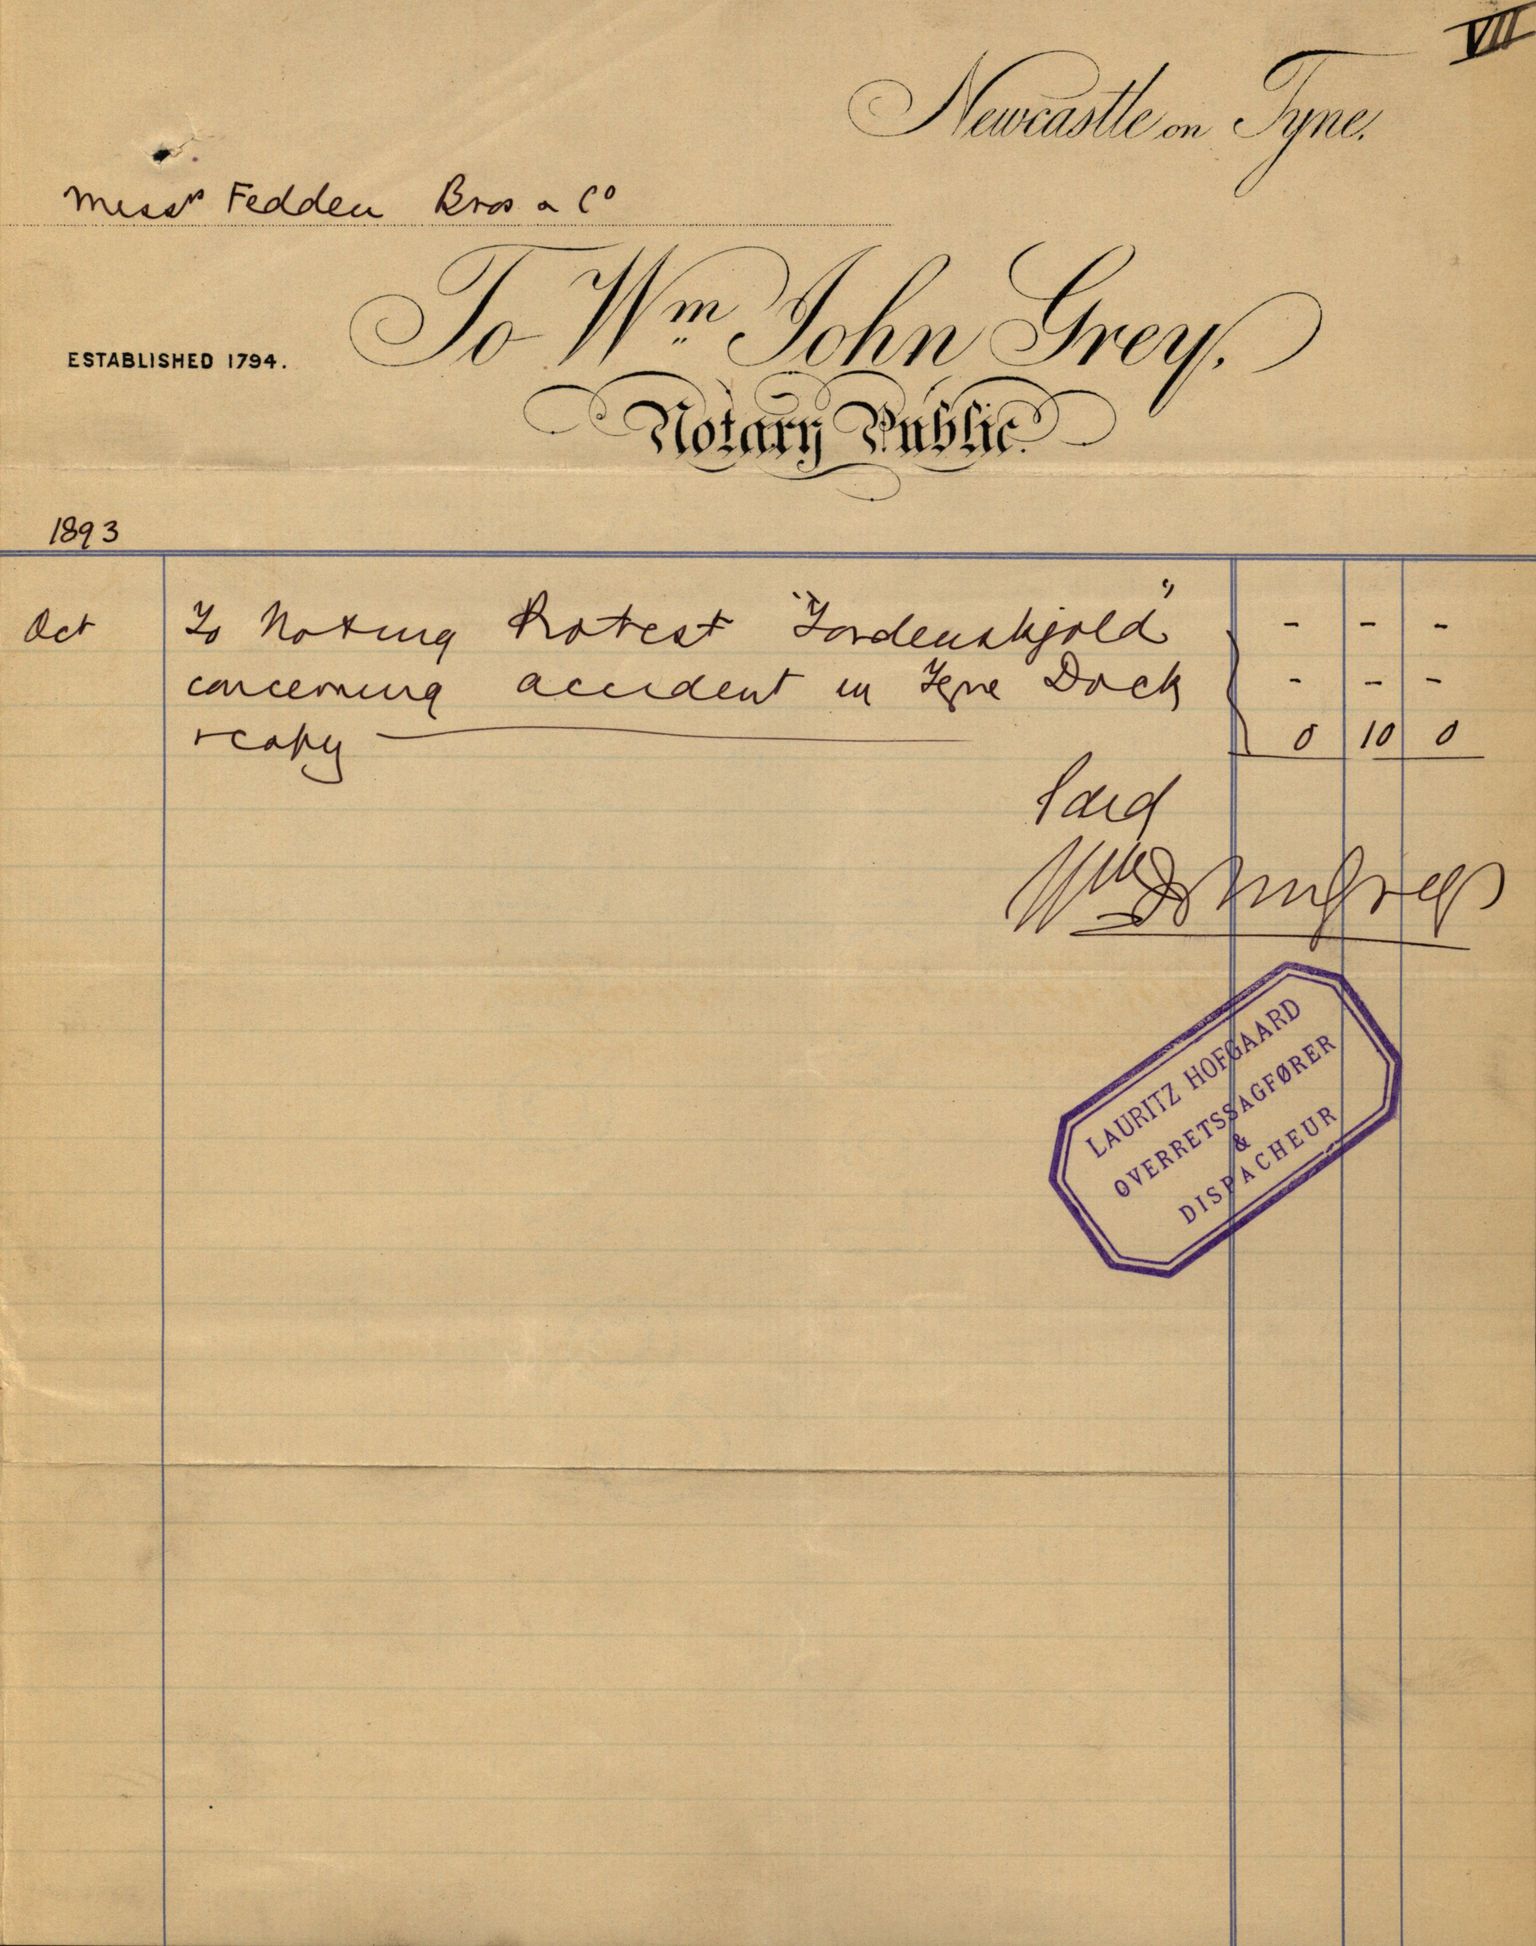 VII
Newcastle on Tyne.
Messrs Fedden Bros & Co
To Wm John Grey.
ESTABLISHED 1794.
Notary Public.
1893
Oct To Noting Protest "Tordenskjold" - - -
concerning accident in Tyne Dock - - -
& copy 0 10 0
Paid
Wm John Grey
LAURITZ HOFGAARD
OVERRETSSAGFØRER
&
DISPACHEUR